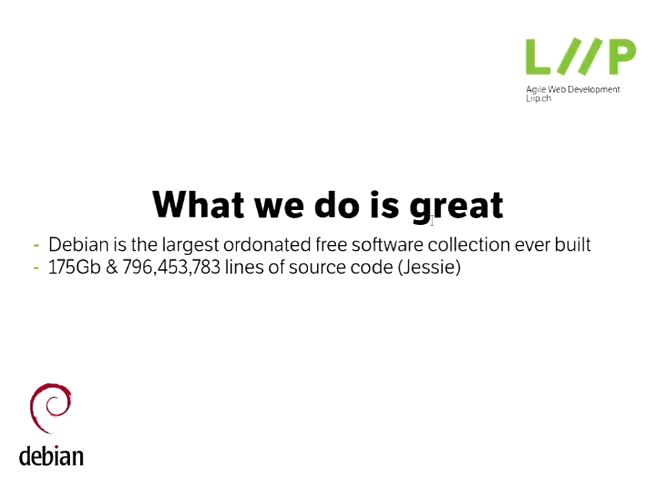 L//P
Agile Web Development
Liip.ch
What we do is great
- Debian is the largest ordonated free software collection ever built
- 175Gb & 796,453,783 lines of source code (Jessie)
debian